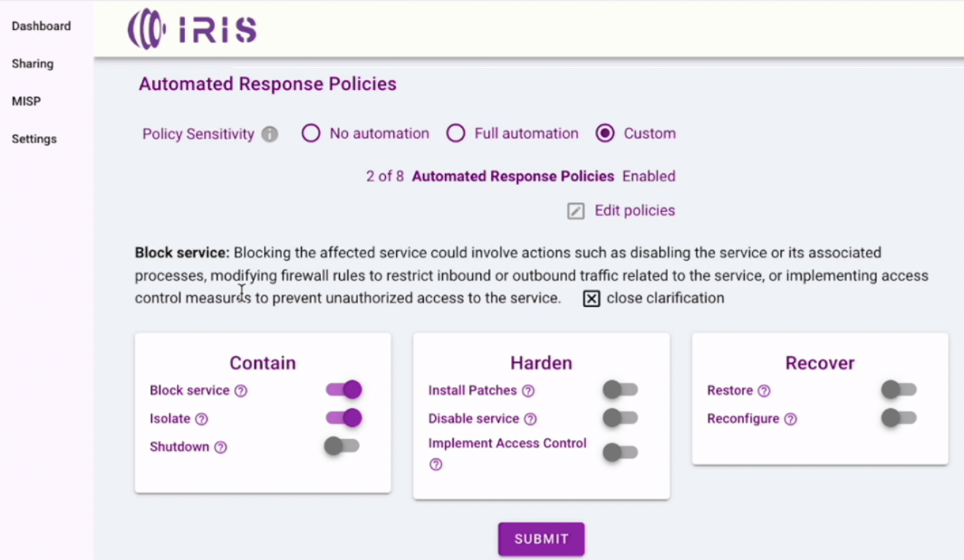 Dashboard
Sharing
MISP
Settings
IRIS
Automated Response Policies
Policy Sensitivity No automation Full automation Custom
2 of 8 Automated Response Policies Enabled
Edit policies
Block service: Blocking the affected service could involve actions such as disabling the service or its associated
processes, modifying firewall rules to restrict inbound or outbound traffic related to the service, or implementing access
control measures to prevent unauthorized access to the service. close clarification
Contain
Block service
Isolate
Shutdown
Harden
Install Patches
Disable service
Implement Access Control
Recover
Restore
Reconfigure
SUBMIT